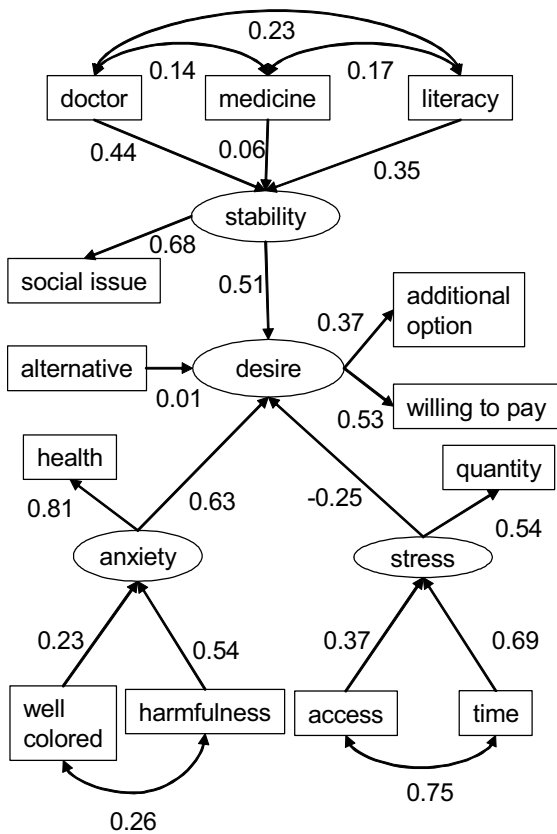 0.23
0.14
0.17
doctor
medicine
literacy
0.44
0.06
0.35
stability
0.68
social issue
0.51
additional
option
0.37
alternative
desire
0.01
willing to pay
0.53
health
quantity
0.81
0.63
-0.25
0.54
anxiety
stress
0.23
0.54
0.37
0.69
well
colored
harmfulness
access
time
0.26
0.75